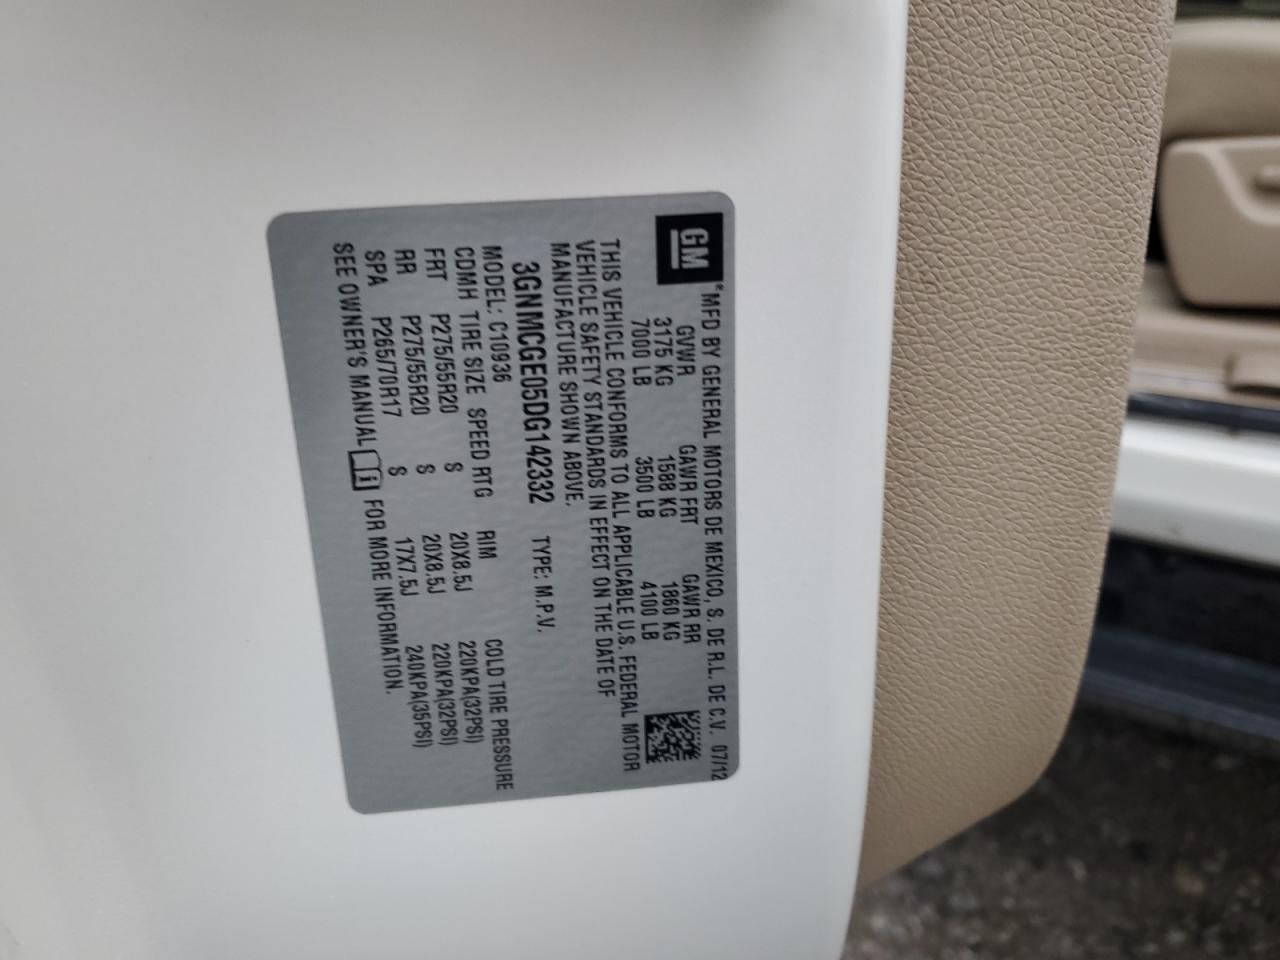 GM
*MFD BY GENERAL MOTORS DE MEXICO, S. DE R.L. DE C.V. 07/12
GVWR GAWR FRT GAWR RR
3175 KG 1588 KG 1860 KG
7000 LB 3500 LB 4100 LB
THIS VEHICLE CONFORMS TO ALL APPLICABLE U.S. FEDERAL MOTOR
VEHICLE SAFETY STANDARDS IN EFFECT ON THE DATE OF
MANUFACTURE SHOWN ABOVE.
3GNMCGE05DG142332 TYPE: M.P.V.
MODEL: C10936
CDMH TIRE SIZE SPEED RTG RIM COLD TIRE PRESSURE
FRT P275/55R20 S 20X8.5J 220KPA(32PSI)
RR P275/55R20 S 20X8.5J 220KPA(32PSI)
SPA P265/70R17 S 17X7.5J 240KPA(35PSI)
SEE OWNER'S MANUAL i FOR MORE INFORMATION.